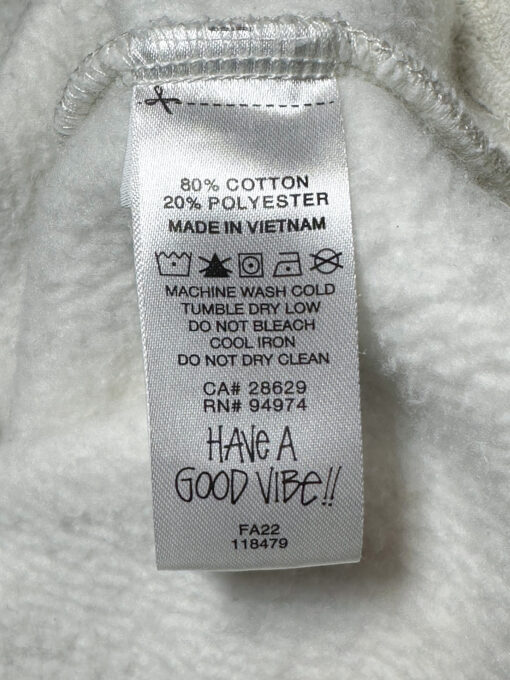 80% COTTON
20% POLYESTER
MADE IN VIETNAM
MACHINE WASH COLD
TUMBLE DRY LOW
DO NOT BLEACH
COOL IRON
DO NOT DRY CLEAN
CA# 28629
RN# 94974
HAVE A
GOOD VIBE!!
FA22
118479